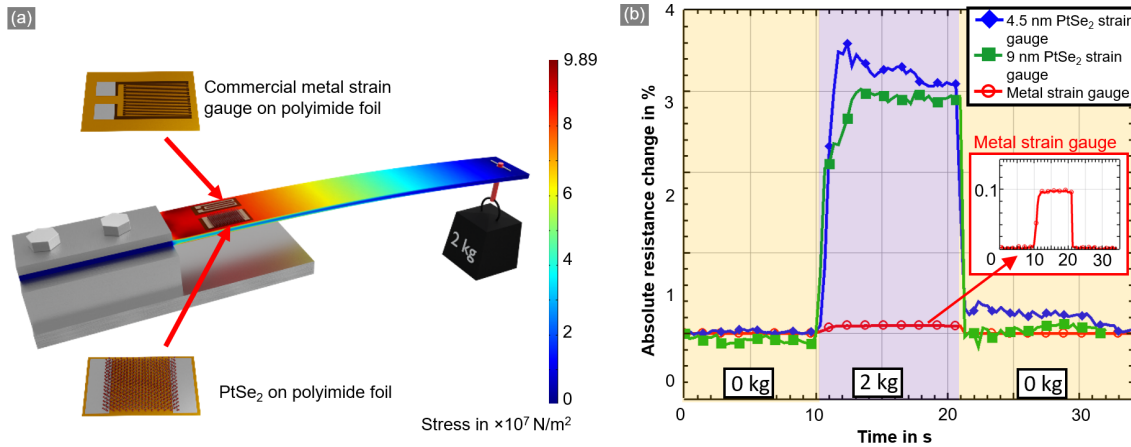 (a)
Commercial metal strain
gauge on polyimide foil
9.89
8
6
4
2
0
2 kg
PtSe₂ on polyimide foil
Stress in ×10⁷ N/m²
(b)
Absolute resistance change in %
4
3
2
1
0
4.5 nm PtSe₂ strain
gauge
9 nm PtSe₂ strain
gauge
Metal strain gauge
Metal strain gauge
0.1
0
0 10 20 30
0 kg
2 kg
0 kg
0 10 20 30
Time in s